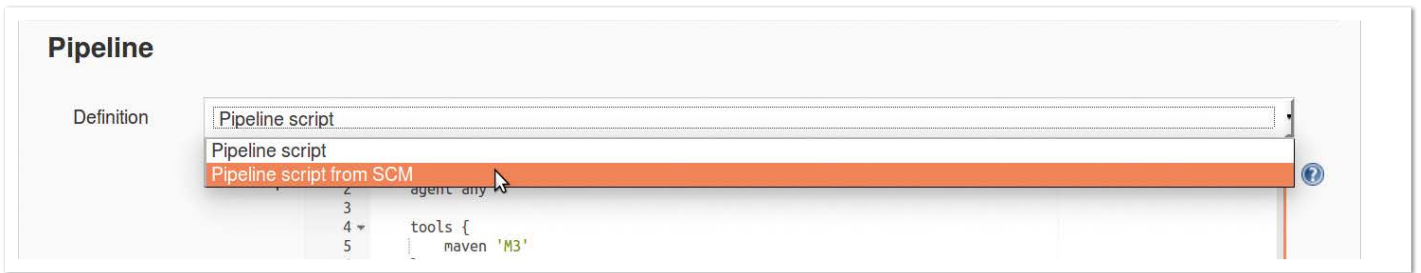 Pipeline
Definition
Pipeline script
Pipeline script
Pipeline script from SCM
?
2 agent any
3
4 tools {
5 maven 'M3'